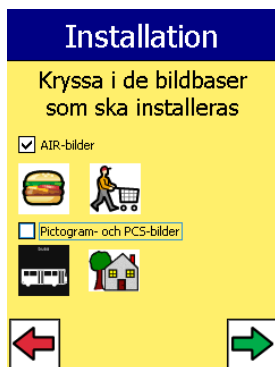 Installation
Kryssa i de bildbaser
som ska installeras
AIR-bilder
Pictogram- och PCS-bilder